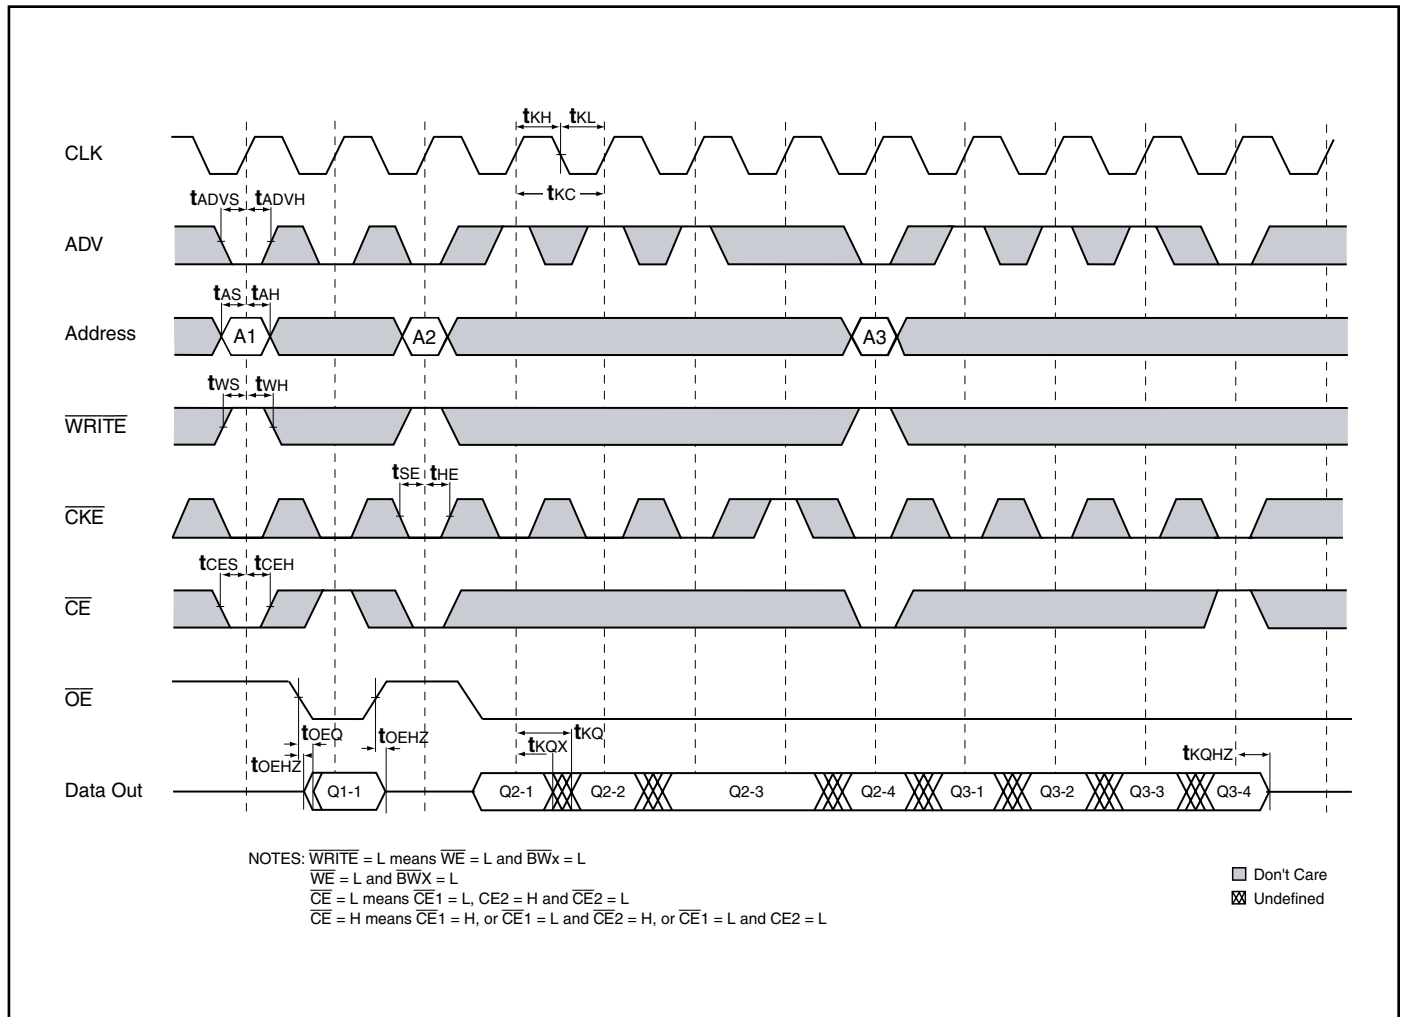 tKH tKL
CLK
tKC
tADVS tADVH
ADV
tAS tAH
Address A1 A2 A3
tWS tWH
WRITE
tSE tHE
CKE
tCES tCEH
CE
OE
tOEQ tOEHZ tKQ
tOEHZ tKQX tKQHZ
Data Out Q1-1 Q2-1 Q2-2 Q2-3 Q2-4 Q3-1 Q3-2 Q3-3 Q3-4
NOTES: WRITE = L means WE = L and BWx = L
WE = L and BWX = L
CE = L means CE1 = L, CE2 = H and CE2 = L
CE = H means CE1 = H, or CE1 = L and CE2 = H, or CE1 = L and CE2 = L
Don't Care
Undefined